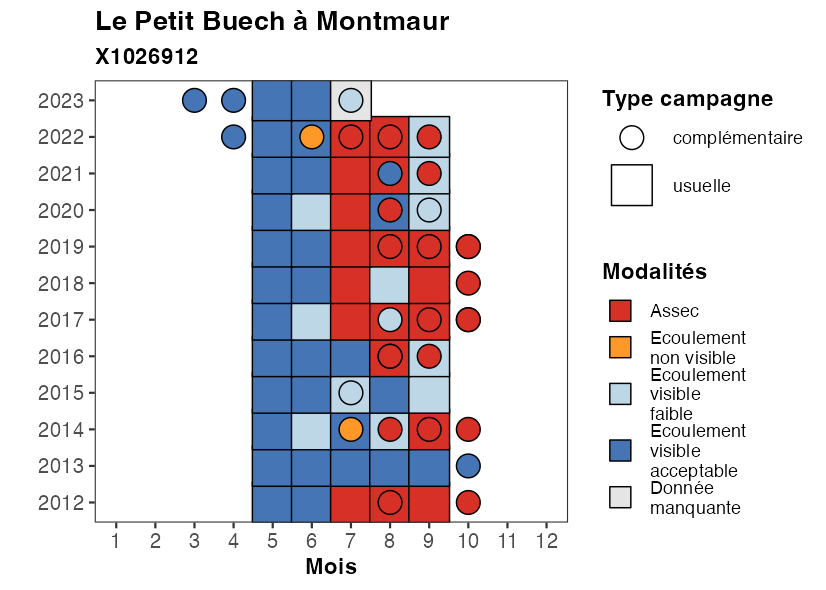 Le Petit Buech à Montmaur
X1026912
2023
2022
2021
2020
2019
2018
2017
2016
2015
2014
2013
2012
1 2 3 4 5 6 7 8 9 10 11 12
Mois
Type campagne
complémentaire
usuelle
Modalités
Assec
Ecoulement
non visible
Ecoulement
visible
faible
Ecoulement
visible
acceptable
Donnée
manquante